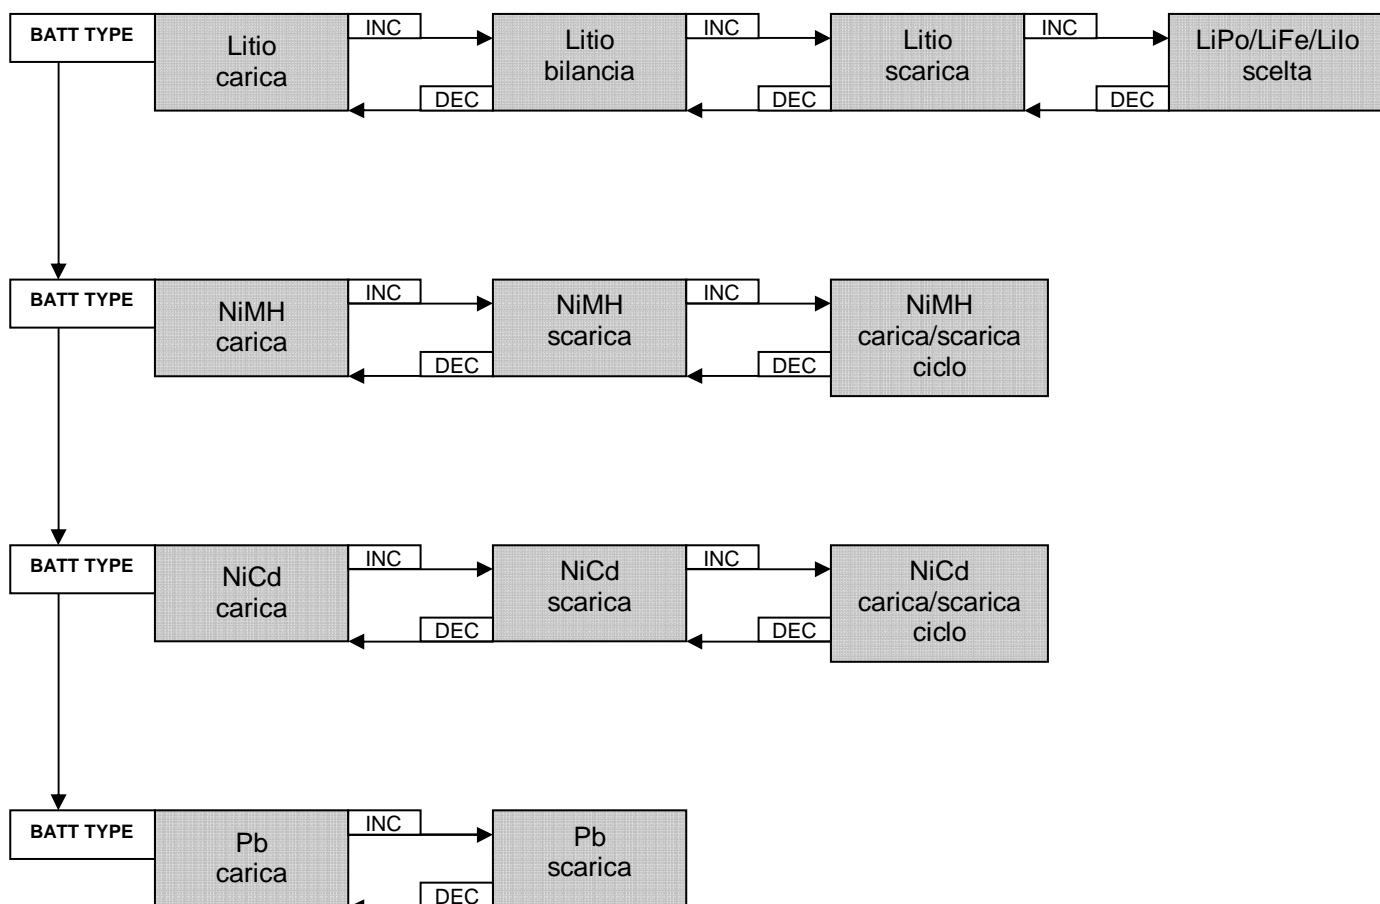 BATT TYPE
Litio
carica
INC
DEC
Litio
bilancia
INC
DEC
Litio
scarica
INC
DEC
LiPo/LiFe/LiIo
scelta
BATT TYPE
NiMH
carica
INC
DEC
NiMH
scarica
INC
DEC
NiMH
carica/scarica
ciclo
BATT TYPE
NiCd
carica
INC
DEC
NiCd
scarica
INC
DEC
NiCd
carica/scarica
ciclo
BATT TYPE
Pb
carica
INC
DEC
Pb
scarica